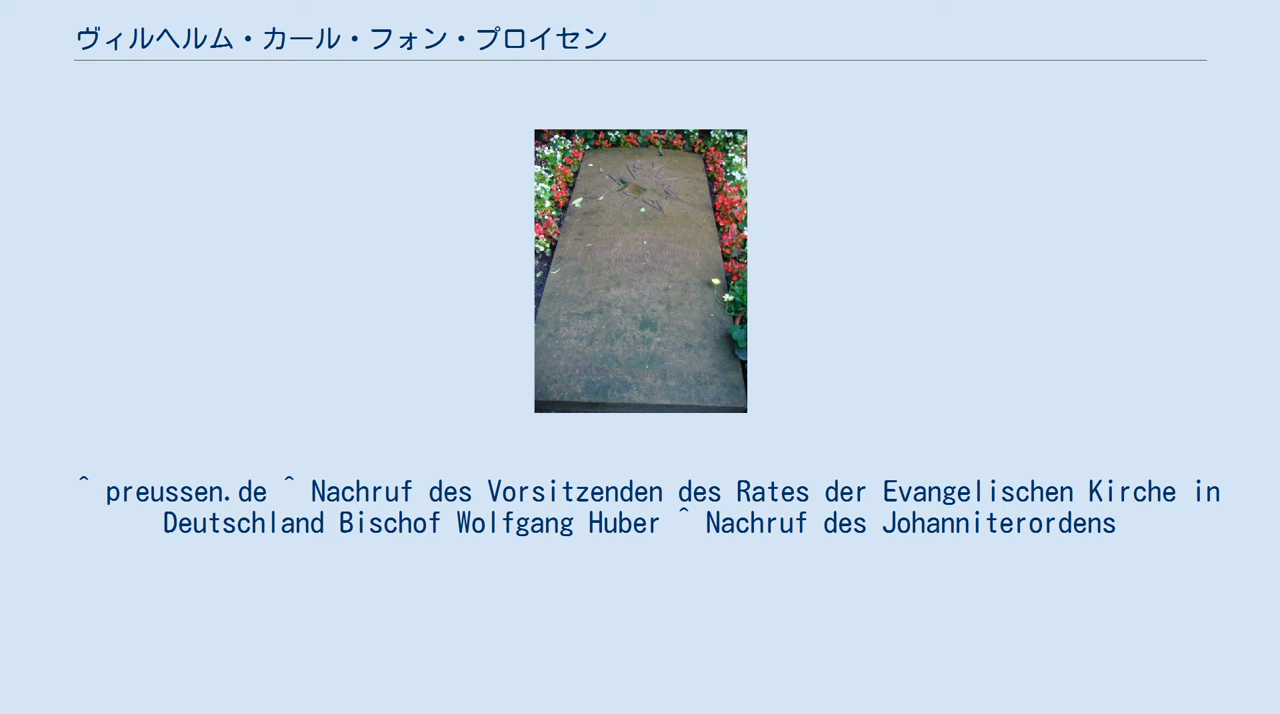 ヴィルヘルム・カール・フォン・プロイセン
^ preussen.de ^ Nachruf des Vorsitzenden des Rates der Evangelischen Kirche in
Deutschland Bischof Wolfgang Huber ^ Nachruf des Johanniterordens